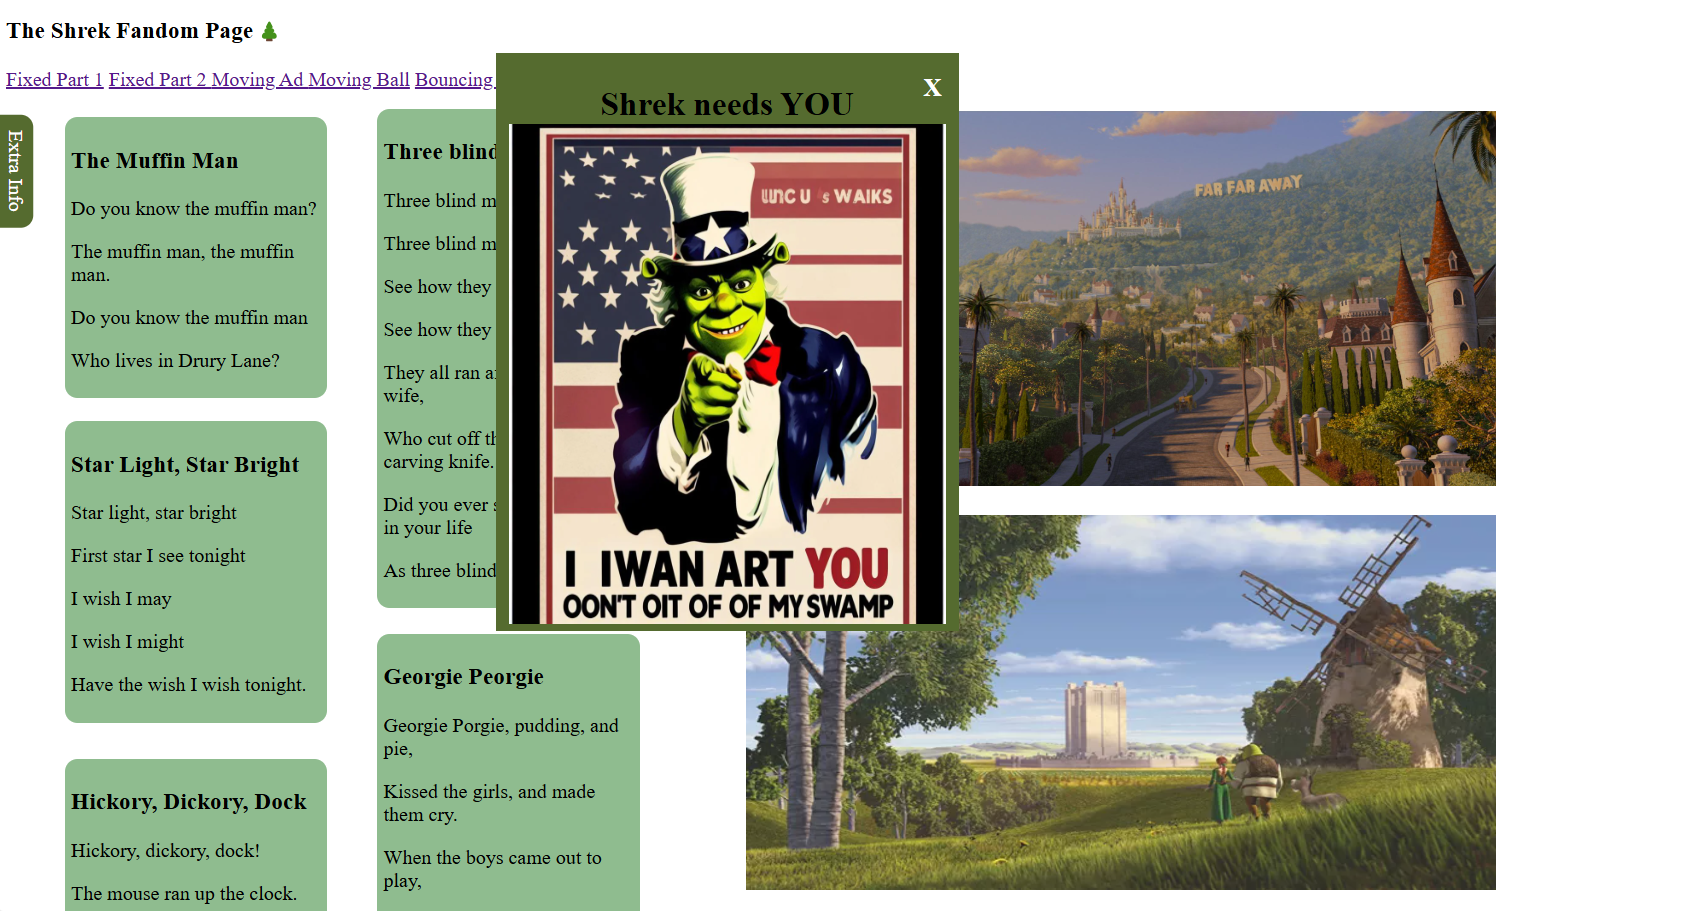 The Shrek Fandom Page
Fixed Part 1 Fixed Part 2 Moving Ad Moving Ball Bouncing
Extra Info
The Muffin Man
Do you know the muffin man?
The muffin man, the muffin
man.
Do you know the muffin man
Who lives in Drury Lane?
Star Light, Star Bright
Star light, star bright
First star I see tonight
I wish I may
I wish I might
Have the wish I wish tonight.
Hickory, Dickory, Dock
Hickory, dickory, dock!
The mouse ran up the clock.
Three blind
Three blind
Three blind
See how they
See how they
They all ran
wife,
Who cut off
carving knife.
Did you ever
in your life
As three blind
Georgie Peorgie
Georgie Porgie, pudding, and
pie,
Kissed the girls, and made
them cry.
When the boys came out to
play,
X
Shrek needs YOU
WAIKS
I IWAN ART YOU
OON'T OIT OF OF MY SWAMP
FAR FAR AWAY